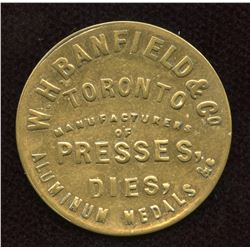 W. H. BANFIELD & Co
TORONTO
MANUFACTURERS
OF
PRESSES,
DIES,
ALUMINUM MEDALS &c